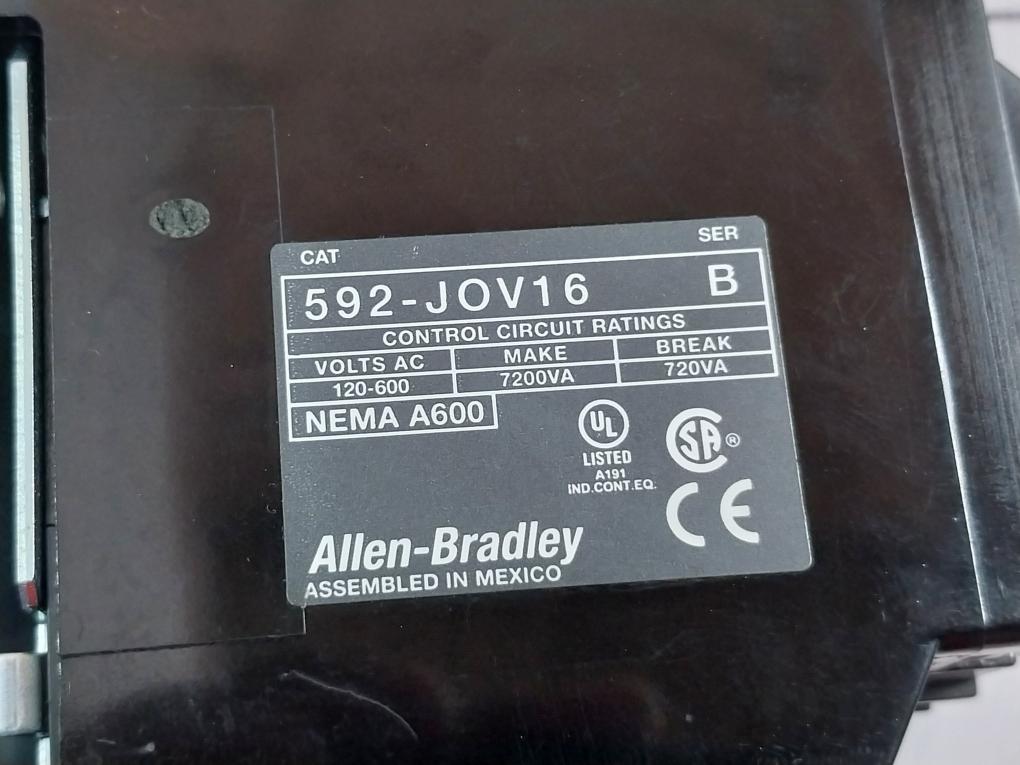 CAT SER
592-JOV16 B
CONTROL CIRCUIT RATINGS
VOLTS AC MAKE BREAK
120-600 7200VA 720VA
NEMA A600
UL
LISTED
A191
IND.CONT.EQ.
SA ®
CE
Allen-Bradley
ASSEMBLED IN MEXICO